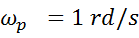 ωₚ = 1 rd/s